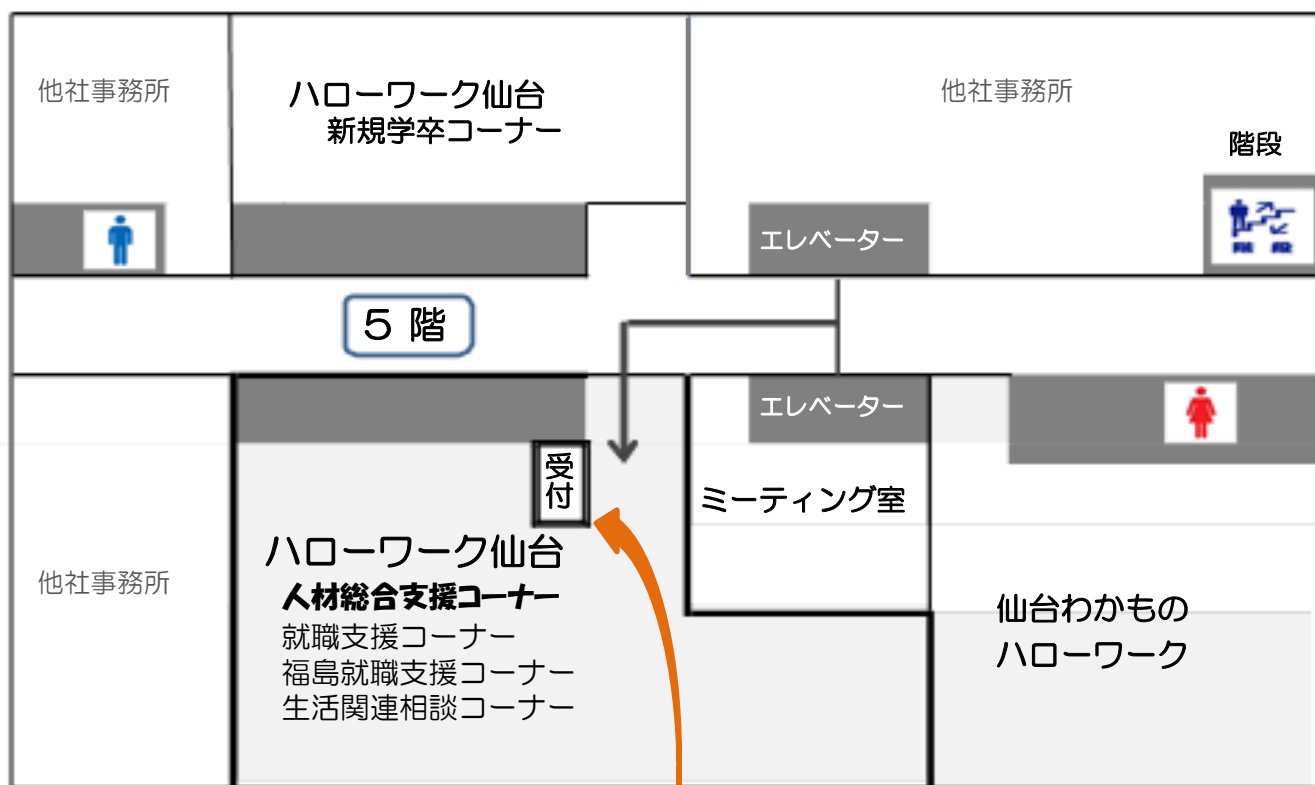 他社事務所
ハローワーク仙台
新規学卒コーナー
他社事務所
階段
エレベーター
階 段
5 階
エレベーター
受付
ミーティング室
ハローワーク仙台
人材総合支援コーナー
就職支援コーナー
福島就職支援コーナー
生活関連相談コーナー
他社事務所
仙台わかもの
ハローワーク